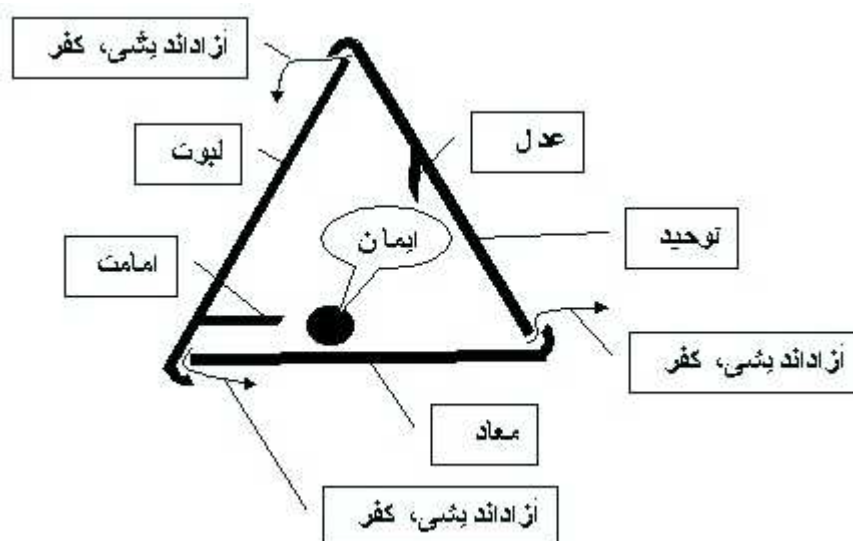 آزاداندیشی، کفر
عدل
نبوت
توحید
ایمان
امامت
آزاداندیشی، کفر
معاد
آزاداندیشی، کفر